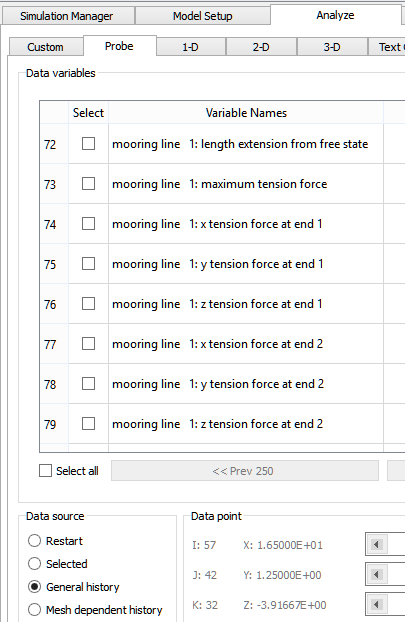 Simulation Manager Model Setup Analyze
Custom Probe 1-D 2-D 3-D Text
Data variables
Select Variable Names
72 mooring line 1: length extension from free state
73 mooring line 1: maximum tension force
74 mooring line 1: x tension force at end 1
75 mooring line 1: y tension force at end 1
76 mooring line 1: z tension force at end 1
77 mooring line 1: x tension force at end 2
78 mooring line 1: y tension force at end 2
79 mooring line 1: z tension force at end 2
Select all << Prev 250
Data source Data point
Restart I: 57 X: 1.65000E+01
Selected
General history J: 42 Y: 1.25000E+00
Mesh dependent history K: 32 Z: -3.91667E+00